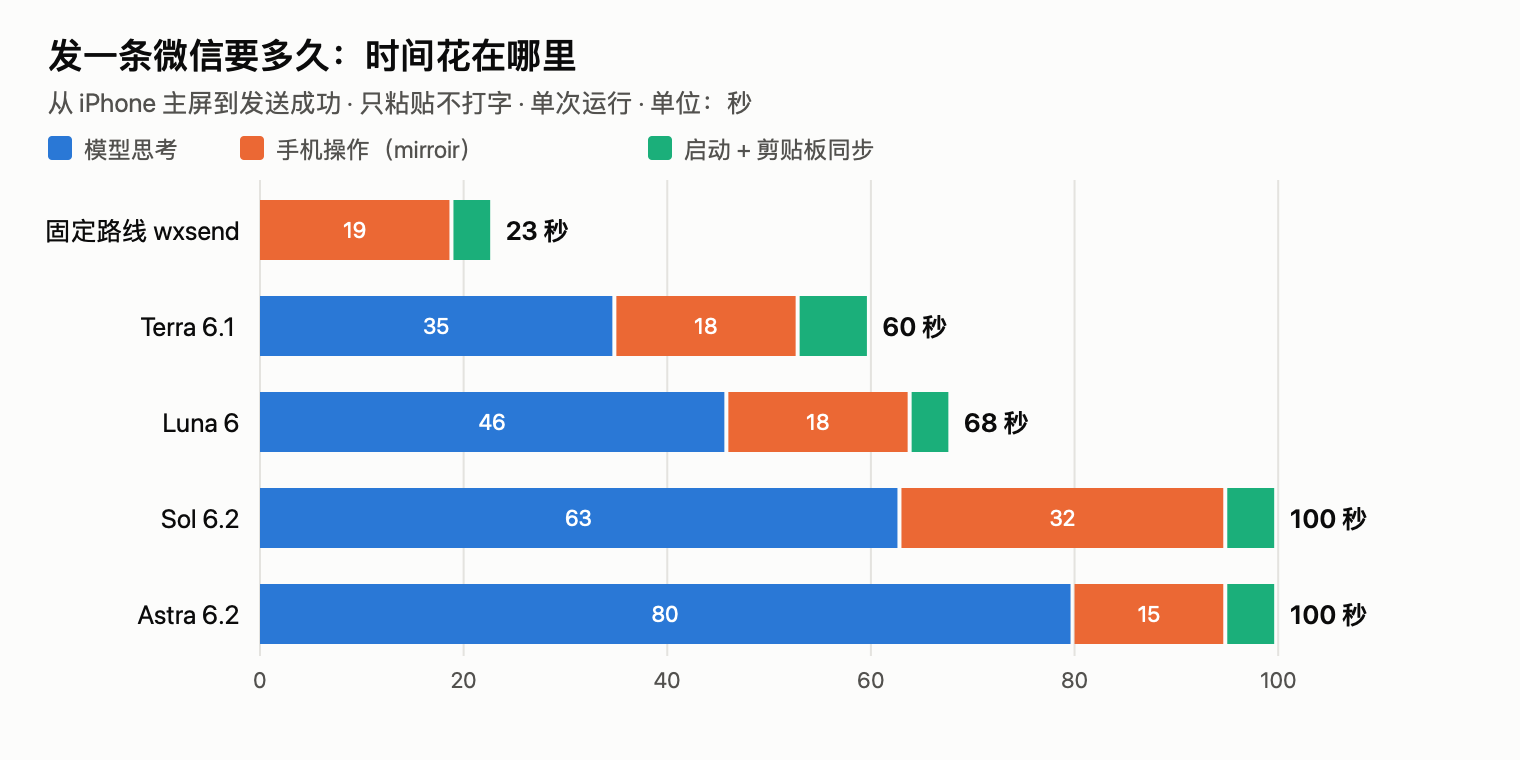 发一条微信要多久：时间花在哪里
从 iPhone 主屏到发送成功 · 只粘贴不打字 · 单次运行 · 单位：秒
模型思考 手机操作（mirroir） 启动 + 剪贴板同步
固定路线 wxsend 19 23 秒
Terra 6.1 35 18 60 秒
Luna 6 46 18 68 秒
Sol 6.2 63 32 100 秒
Astra 6.2 80 15 100 秒
0 20 40 60 80 100